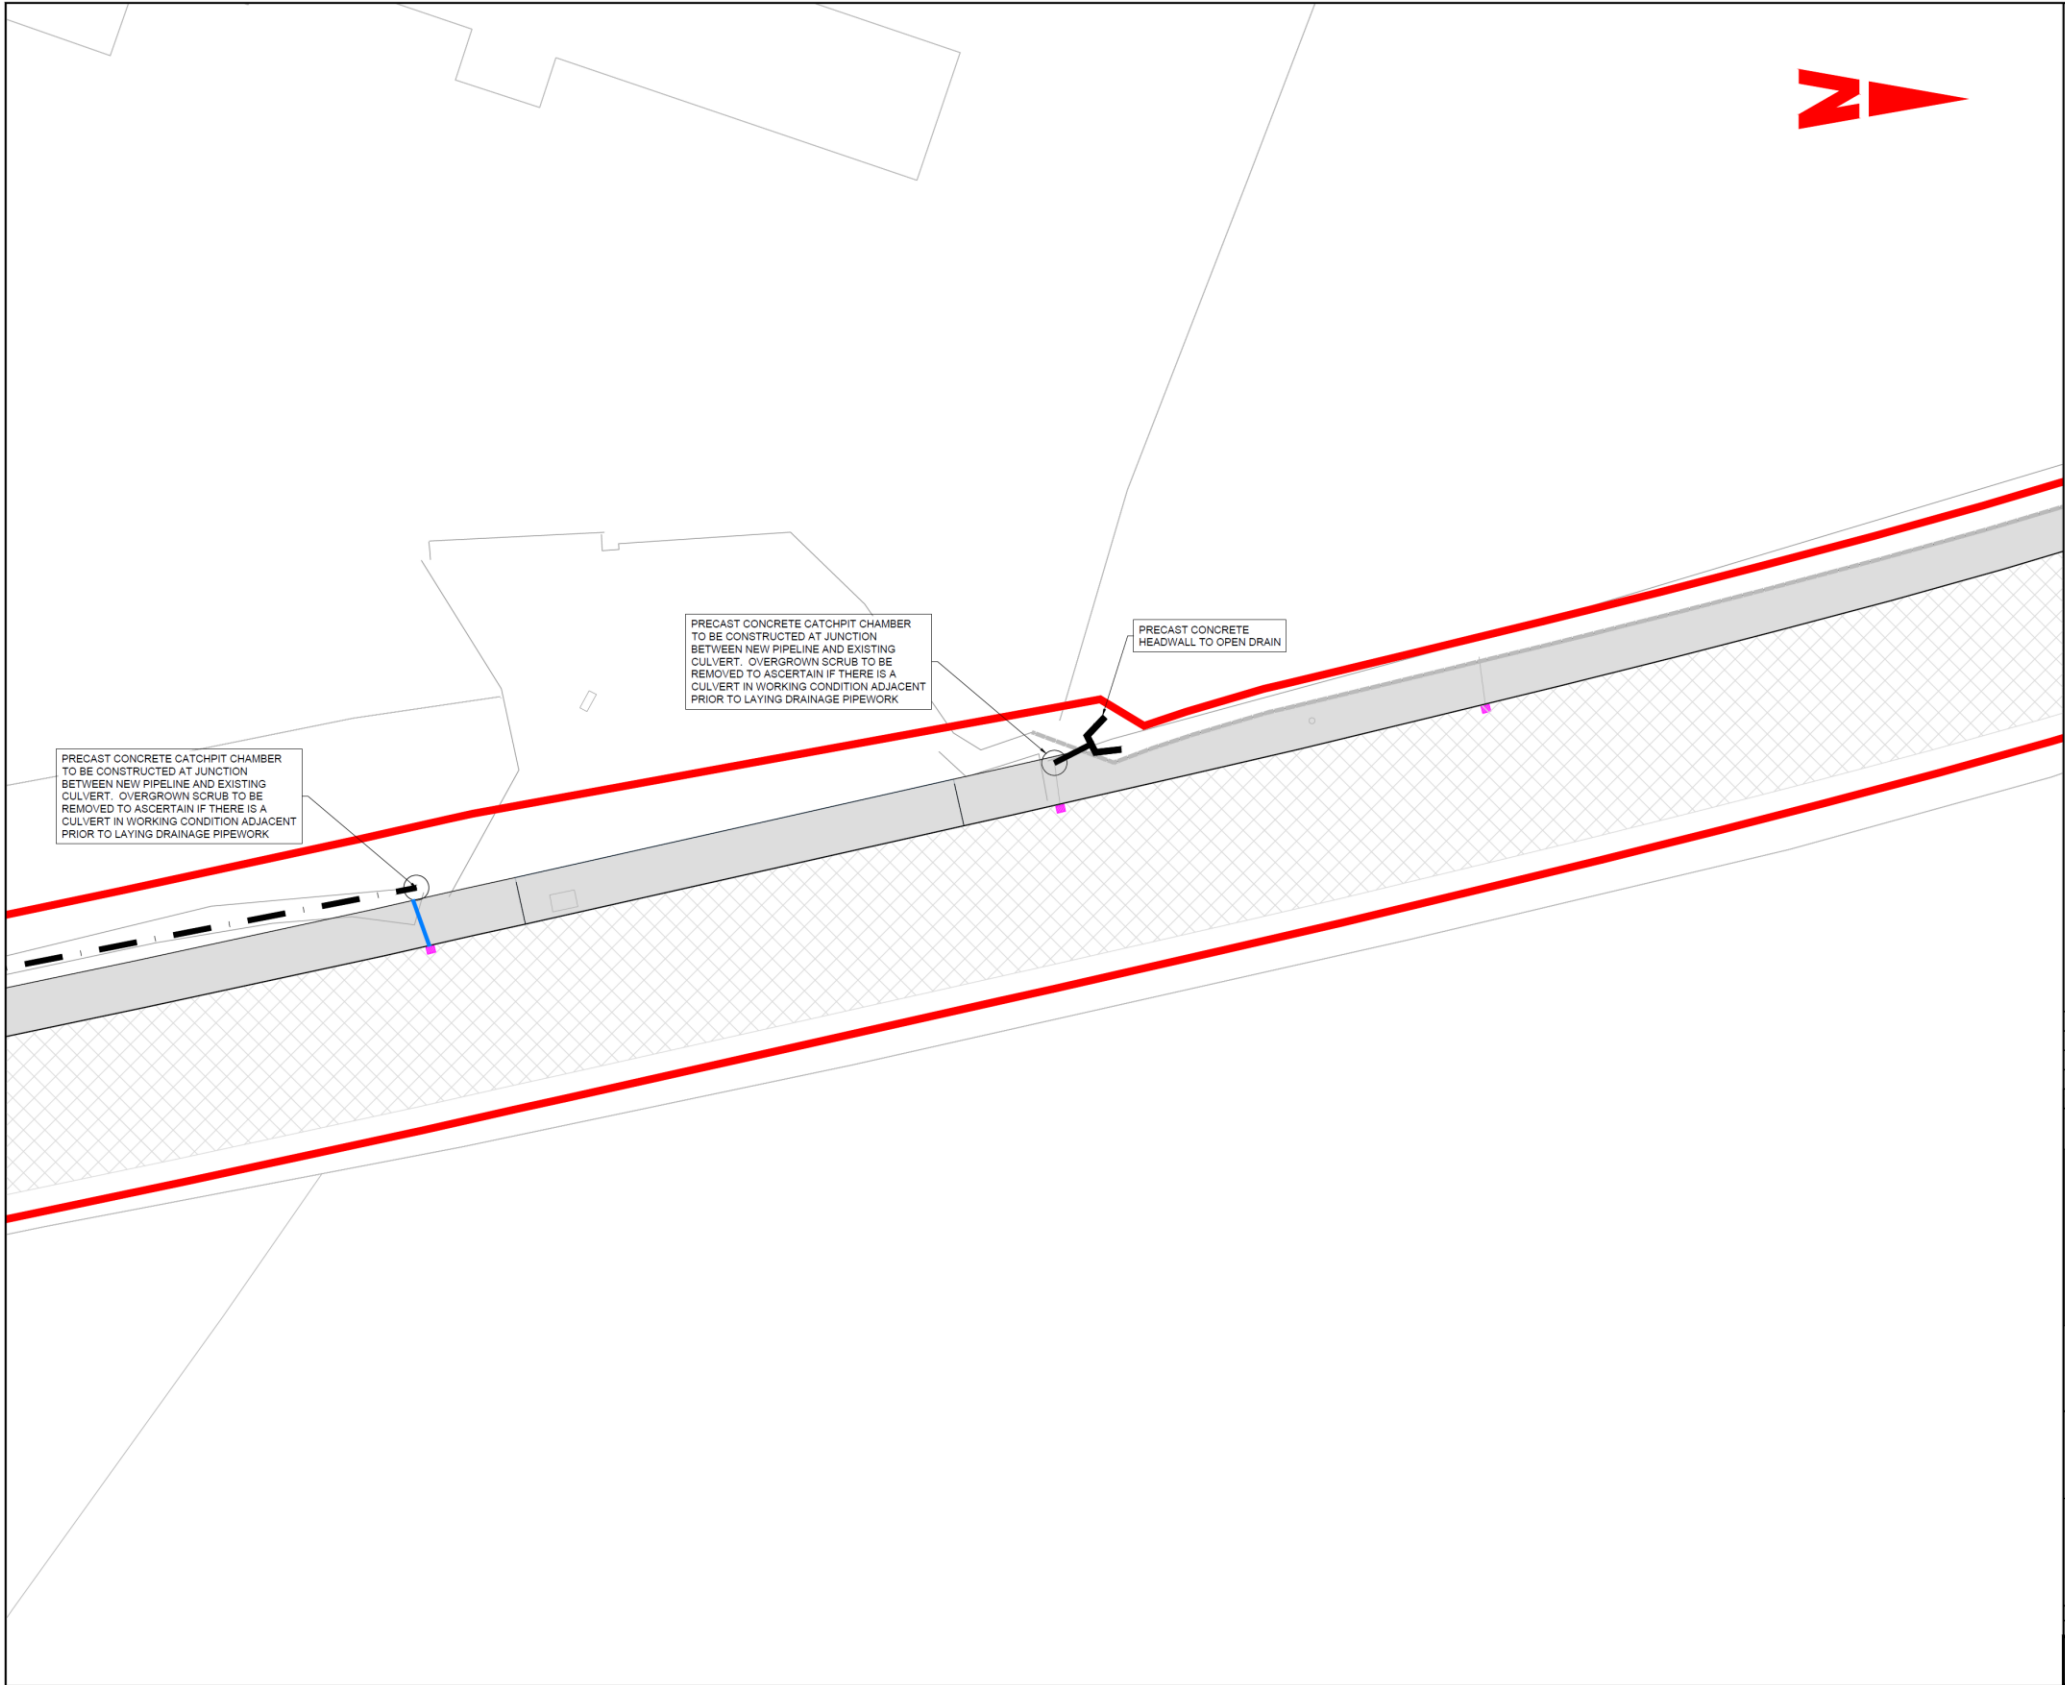 N
PRECAST CONCRETE CATCHPIT CHAMBER
TO BE CONSTRUCTED AT JUNCTION
BETWEEN NEW PIPELINE AND EXISTING
CULVERT. OVERGROWN SCRUB TO BE
REMOVED TO ASCERTAIN IF THERE IS A
CULVERT IN WORKING CONDITION ADJACENT
PRIOR TO LAYING DRAINAGE PIPEWORK
PRECAST CONCRETE
HEADWALL TO OPEN DRAIN
PRECAST CONCRETE CATCHPIT CHAMBER
TO BE CONSTRUCTED AT JUNCTION
BETWEEN NEW PIPELINE AND EXISTING
CULVERT. OVERGROWN SCRUB TO BE
REMOVED TO ASCERTAIN IF THERE IS A
CULVERT IN WORKING CONDITION ADJACENT
PRIOR TO LAYING DRAINAGE PIPEWORK